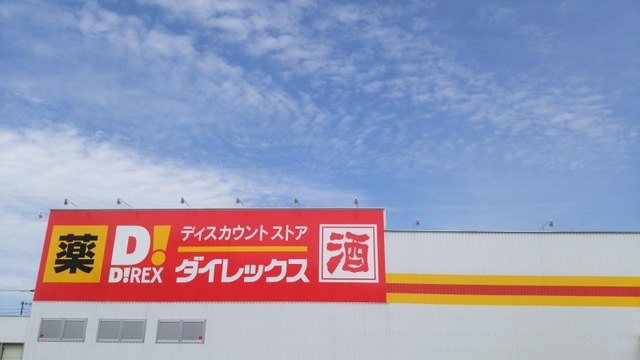 薬
D!
D!REX
ディスカウントストア
ダイレックス
酒